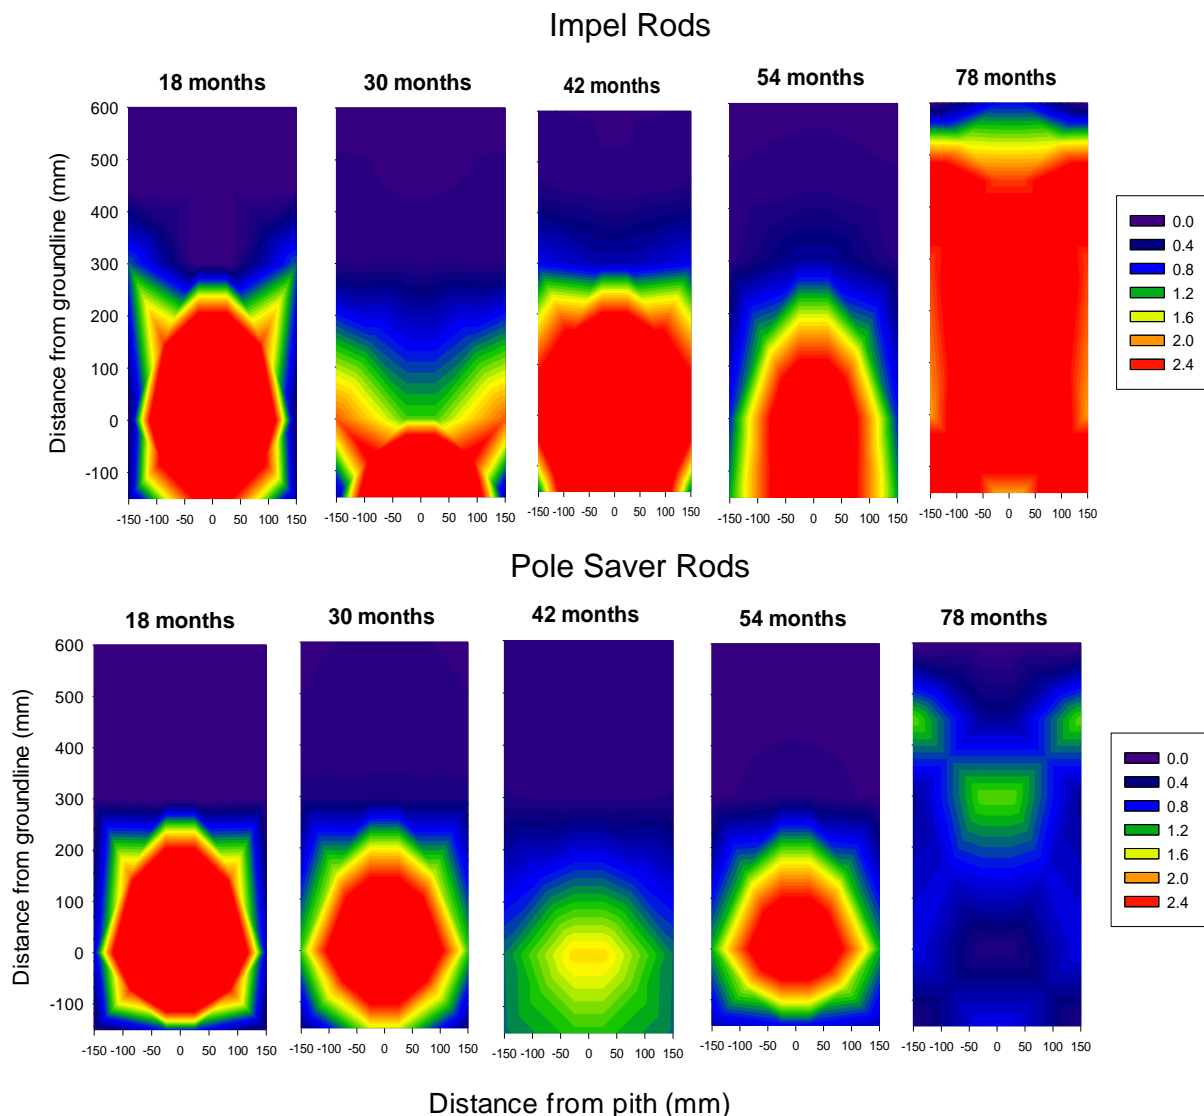 Impel Rods
18 months
30 months
42 months
54 months
78 months
Distance from groundline (mm)
600
500
400
300
200
100
0
-100
-150 -100 -50 0 50 100 150
-150 -100 -50 0 50 100 150
-150 -100 -50 0 50 100 150
-150 -100 -50 0 50 100 150
-150 -100 -50 0 50 100 150
0.0
0.4
0.8
1.2
1.6
2.0
2.4
Pole Saver Rods
18 months
30 months
42 months
54 months
78 months
Distance from groundline (mm)
600
500
400
300
200
100
0
-100
-150 -100 -50 0 50 100 150
-150 -100 -50 0 50 100 150
-150 -100 -50 0 50 100 150
-150 -100 -50 0 50 100 150
-150 -100 -50 0 50 100 150
0.0
0.4
0.8
1.2
1.6
2.0
2.4
Distance from pith (mm)